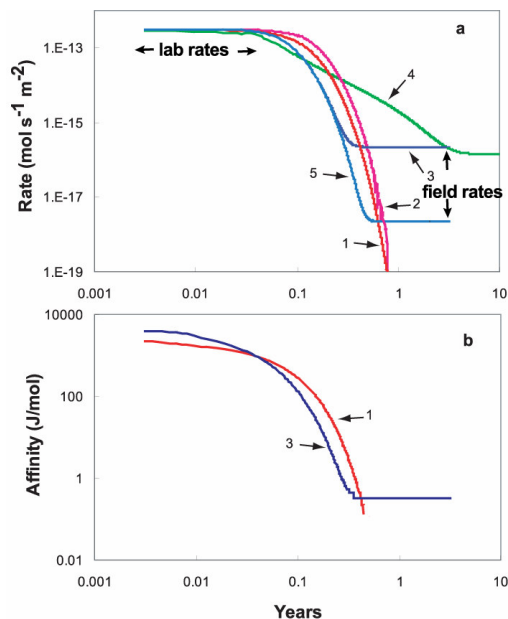 a
1.E-13
lab rates
4
1.E-15
Rate (mol s-1 m-2)
3
5
field rates
1.E-17
2
1
1.E-19
0.001 0.01 0.1 1 10
10000
b
100
1
Affinity (J/mol)
3
1
0.01
0.001 0.01 0.1 1 10
Years